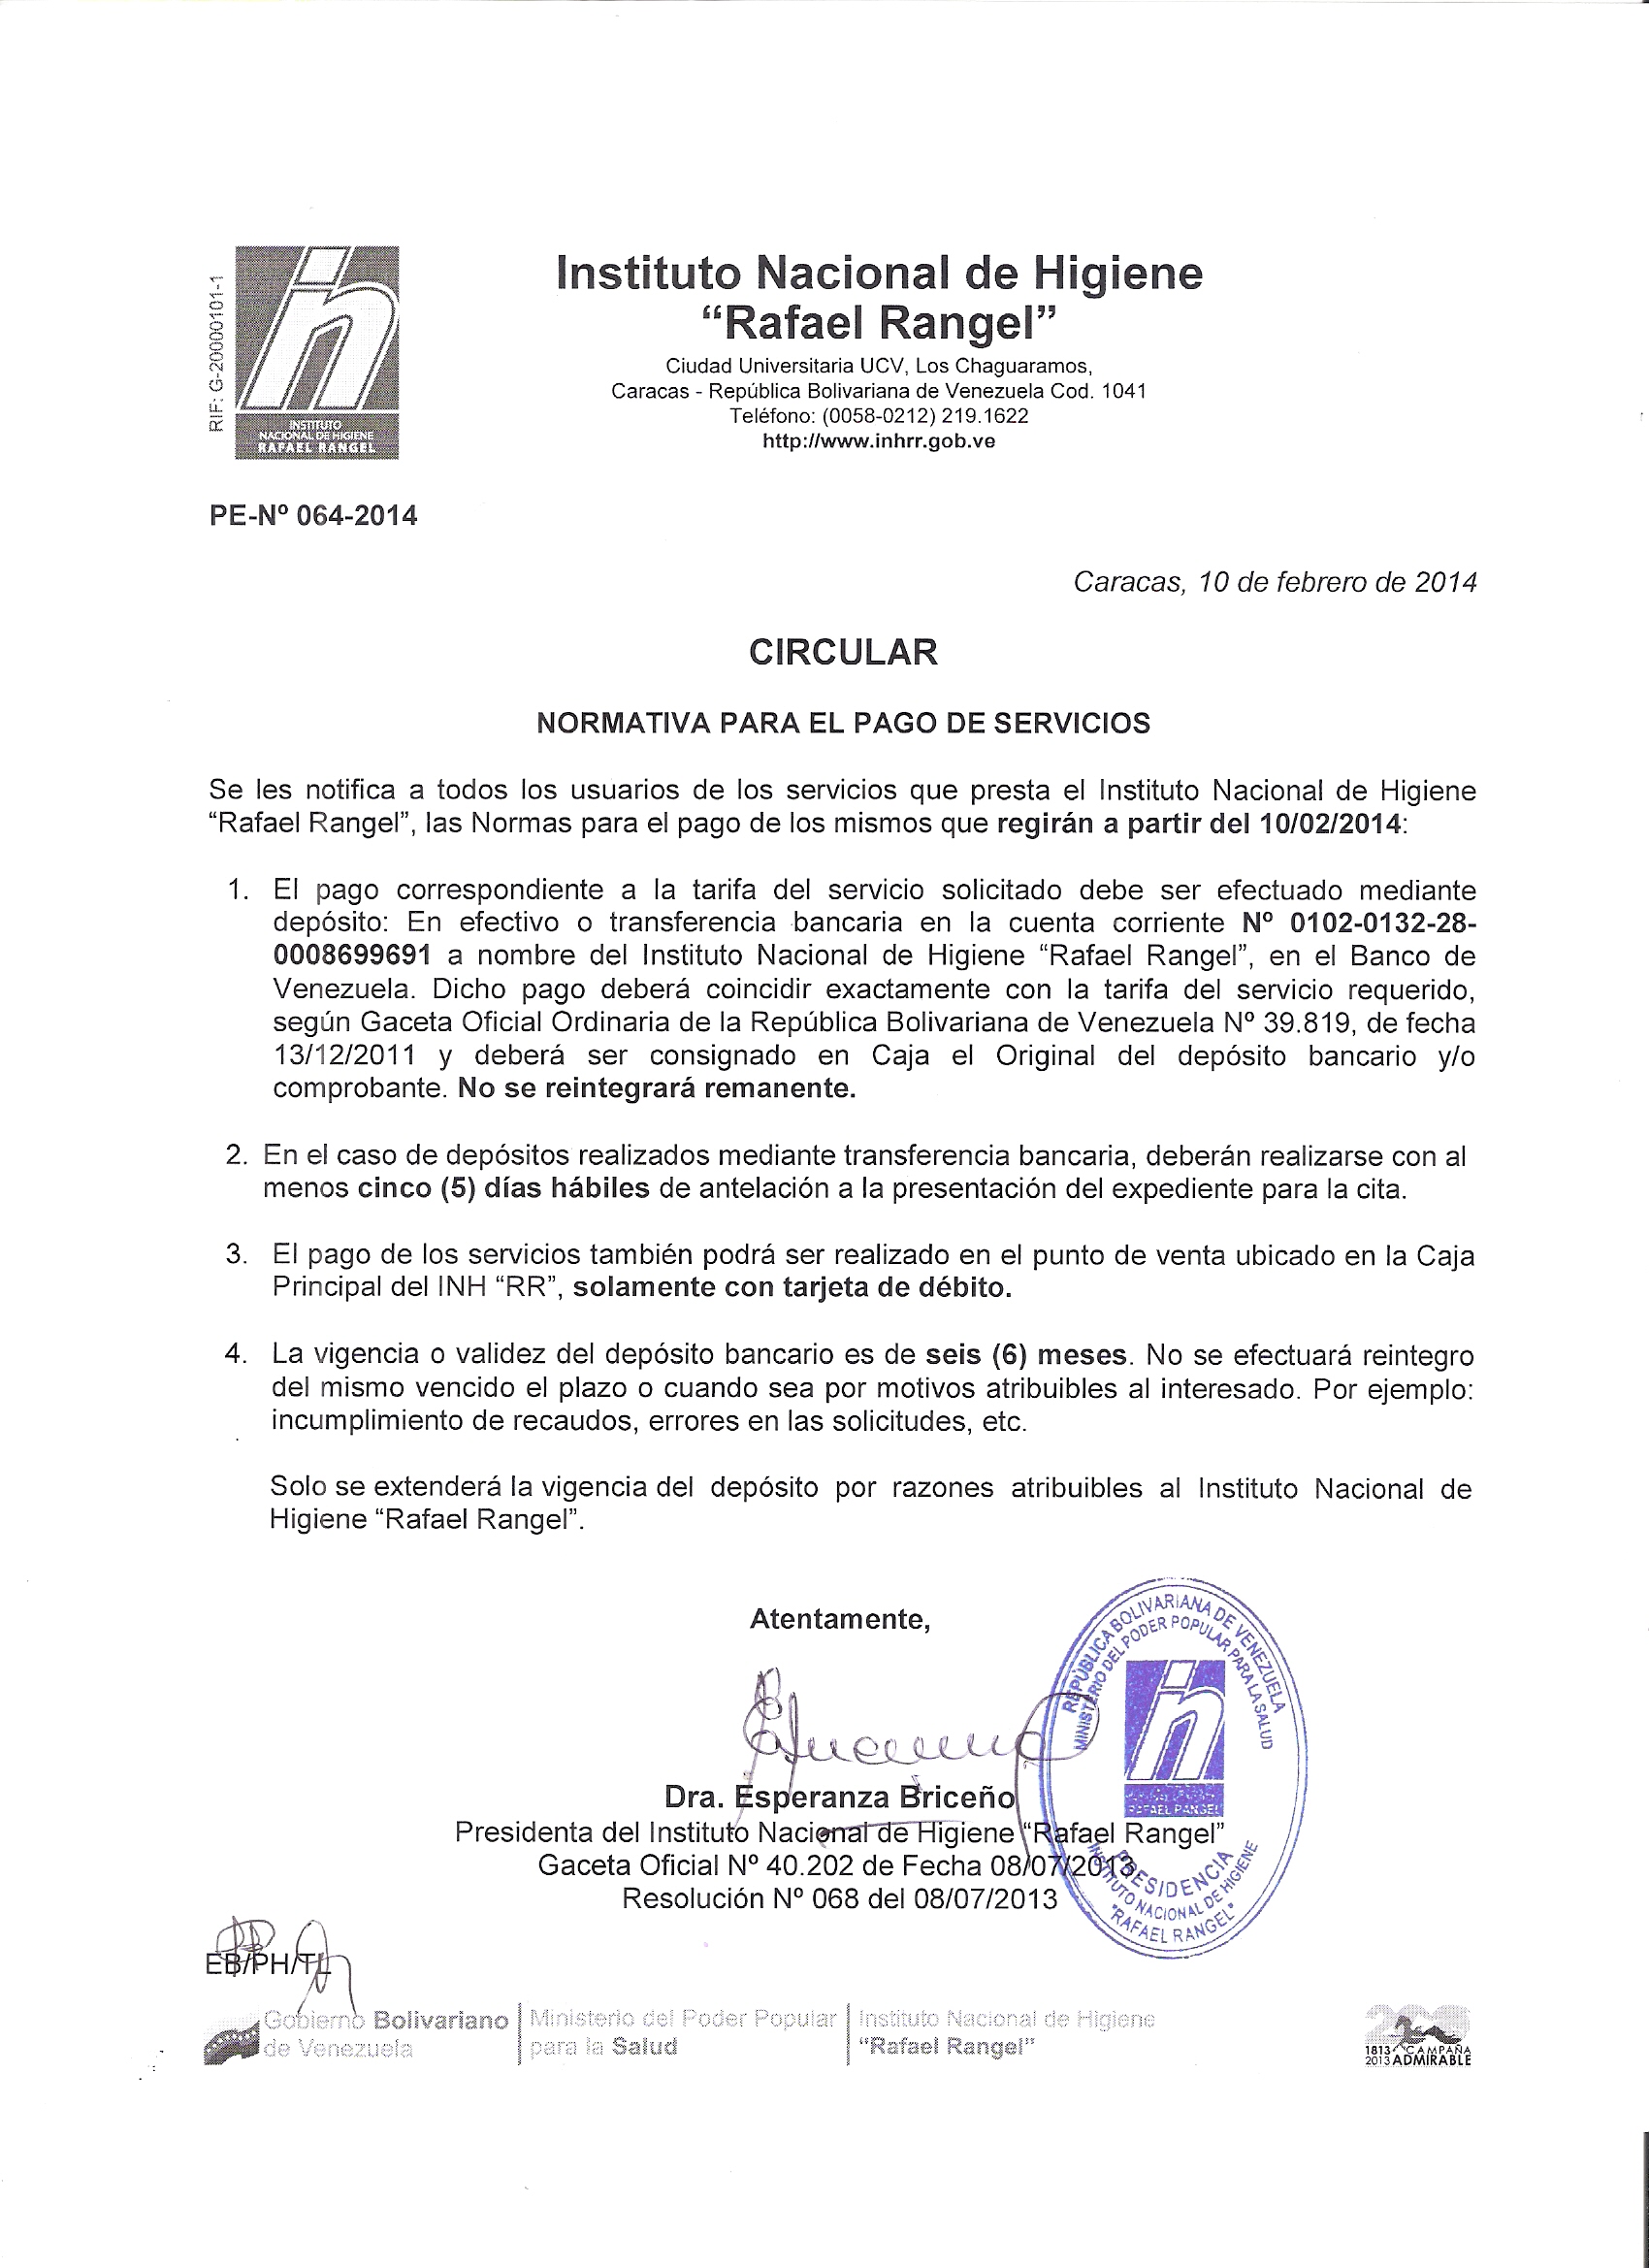 RIF: G-20000101-1
INSTITUTO
NACIONAL DE HIGIENE
RAFAEL RANGEL
Instituto Nacional de Higiene
“Rafael Rangel”
Ciudad Universitaria UCV, Los Chaguaramos,
Caracas - República Bolivariana de Venezuela Cod. 1041
Teléfono: (0058-0212) 219.1622
http://www.inhrr.gob.ve
PE-Nº 064-2014
Caracas, 10 de febrero de 2014
CIRCULAR
NORMATIVA PARA EL PAGO DE SERVICIOS
Se les notifica a todos los usuarios de los servicios que presta el Instituto Nacional de Higiene
“Rafael Rangel”, las Normas para el pago de los mismos que regirán a partir del 10/02/2014:
1. El pago correspondiente a la tarifa del servicio solicitado debe ser efectuado mediante
depósito: En efectivo o transferencia bancaria en la cuenta corriente Nº 0102-0132-28-
0008699691 a nombre del Instituto Nacional de Higiene “Rafael Rangel”, en el Banco de
Venezuela. Dicho pago deberá coincidir exactamente con la tarifa del servicio requerido,
según Gaceta Oficial Ordinaria de la República Bolivariana de Venezuela Nº 39.819, de fecha
13/12/2011 y deberá ser consignado en Caja el Original del depósito bancario y/o
comprobante. No se reintegrará remanente.
2. En el caso de depósitos realizados mediante transferencia bancaria, deberán realizarse con al
menos cinco (5) días hábiles de antelación a la presentación del expediente para la cita.
3. El pago de los servicios también podrá ser realizado en el punto de venta ubicado en la Caja
Principal del INH “RR”, solamente con tarjeta de débito.
4. La vigencia o validez del depósito bancario es de seis (6) meses. No se efectuará reintegro
del mismo vencido el plazo o cuando sea por motivos atribuibles al interesado. Por ejemplo:
incumplimiento de recaudos, errores en las solicitudes, etc.
Solo se extenderá la vigencia del depósito por razones atribuibles al Instituto Nacional de
Higiene “Rafael Rangel”.
Atentamente,
REPÚBLICA BOLIVARIANA DE VENEZUELA
MINISTERIO DEL PODER POPULAR PARA LA SALUD
RAFAEL RANGEL
PRESIDENCIA
INSTITUTO NACIONAL DE HIGIENE
"RAFAEL RANGEL"
Dra. Esperanza Briceño
Presidenta del Instituto Nacional de Higiene “Rafael Rangel”
Gaceta Oficial Nº 40.202 de Fecha 08/07/2013
Resolución Nº 068 del 08/07/2013
EB/PH/TL
Gobierno Bolivariano
de Venezuela
Ministerio del Poder Popular
para la Salud
Instituto Nacional de Higiene
“Rafael Rangel”
1813 CAMPAÑA
2013 ADMIRABLE